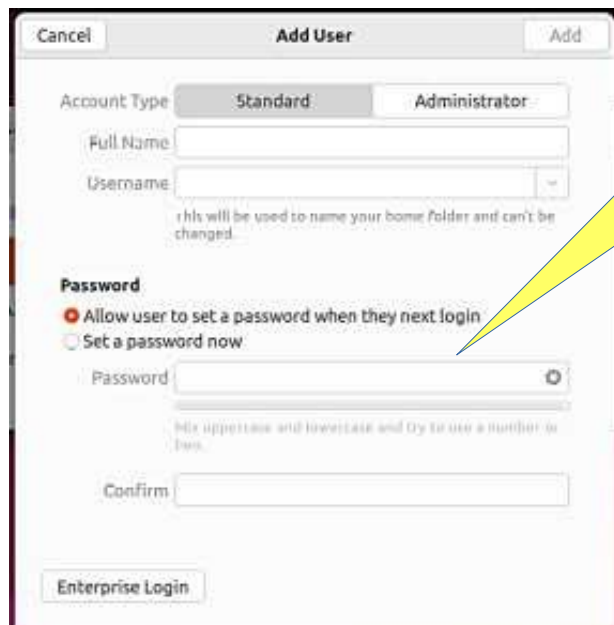 Cancel Add User Add
Account Type Standard Administrator
Full Name
Username
This will be used to name your home folder and can't be
changed.
Password
Allow user to set a password when they next login
Set a password now
Password
Mix uppercase and lowercase and try to use a number or
two.
Confirm
Enterprise Login